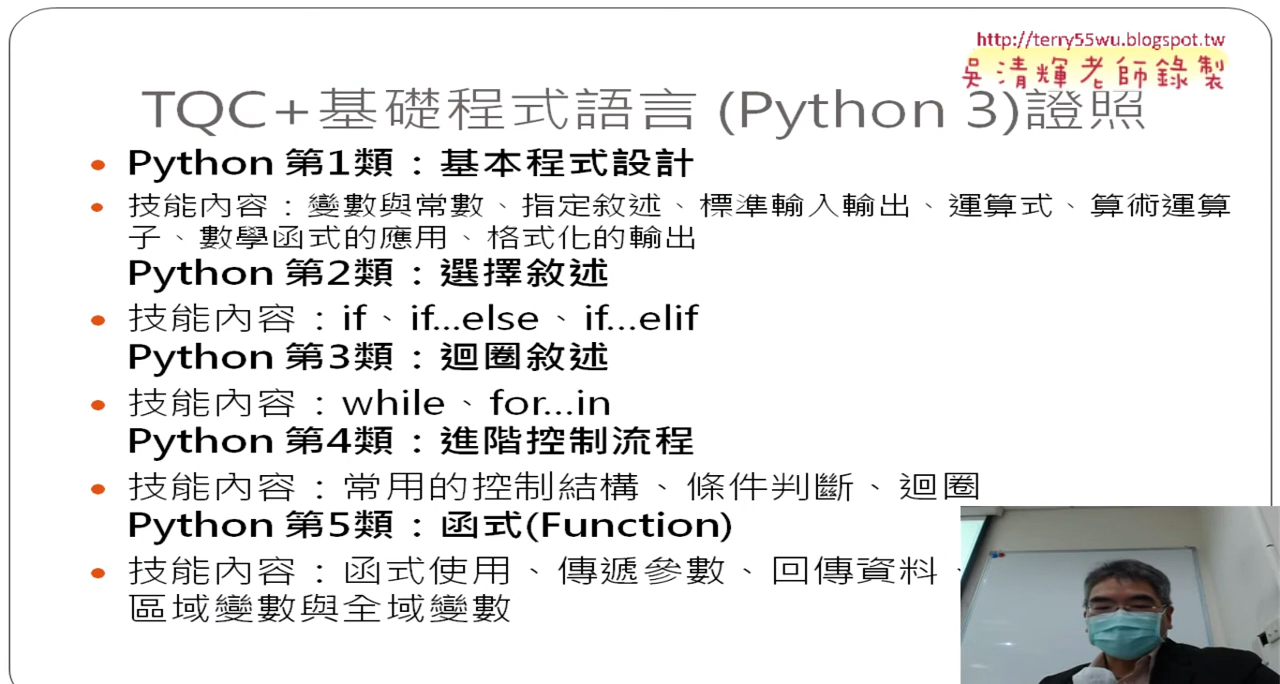 http://terry55wu.blogspot.tw
吳清輝老師錄製
TQC+基礎程式語言 (Python 3)證照
Python 第1類：基本程式設計
技能內容：變數與常數、指定敘述、標準輸入輸出、運算式、算術運算
子、數學函式的應用、格式化的輸出
Python 第2類：選擇敘述
技能內容：if、if...else、if...elif
Python 第3類：迴圈敘述
技能內容：while、for...in
Python 第4類：進階控制流程
技能內容：常用的控制結構、條件判斷、迴圈
Python 第5類：函式(Function)
技能內容：函式使用、傳遞參數、回傳資料、
區域變數與全域變數